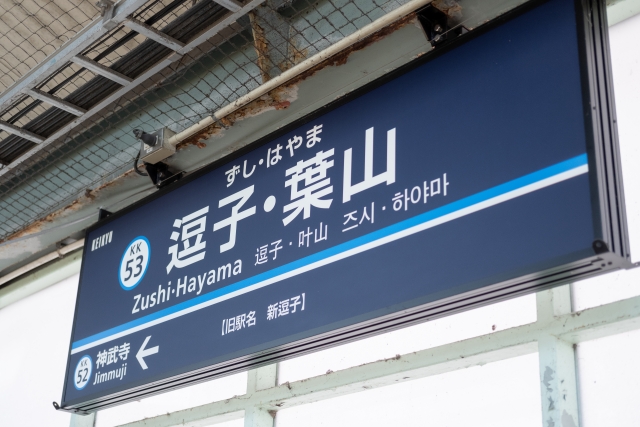 KEIKYU
ずし・はやま
KK
53
逗子・葉山
Zushi・Hayama
逗子・叶山 즈시・하야마
【旧駅名 新逗子】
KK
52
神武寺
Jimmuji
←